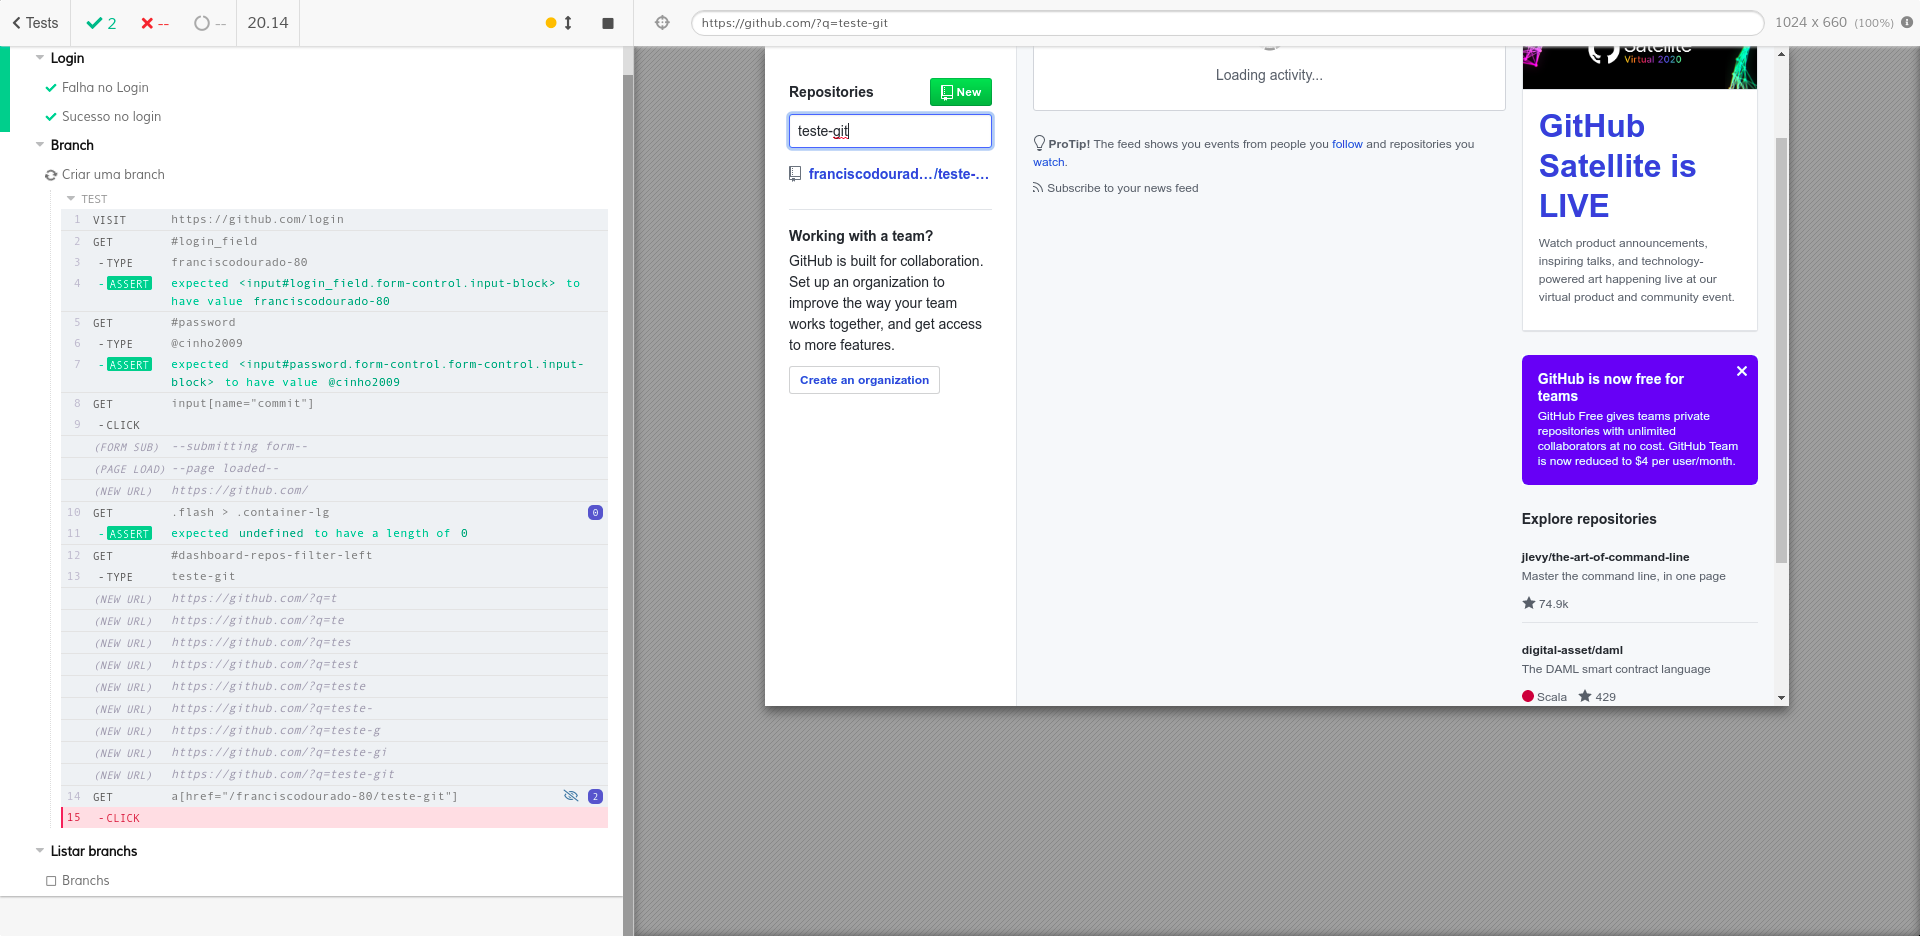 Tests
2
--
--
20.14
https://github.com/?q=teste-git
1024 x 660 (100%)
Login
Falha no Login
Sucesso no login
Branch
Criar uma branch
TEST
1 VISIT https://github.com/login
2 GET #login_field
3 -TYPE franciscodourado-80
4 -ASSERT expected <input#login_field.form-control.input-block> to
have value franciscodourado-80
5 GET #password
6 -TYPE @cinho2009
7 -ASSERT expected <input#password.form-control.form-control.input-
block> to have value @cinho2009
8 GET input[name="commit"]
9 -CLICK
(FORM SUB) --submitting form--
(PAGE LOAD) --page loaded--
(NEW URL) https://github.com/
10 GET .flash > .container-lg 0
11 -ASSERT expected undefined to have a length of 0
12 GET #dashboard-repos-filter-left
13 -TYPE teste-git
(NEW URL) https://github.com/?q=t
(NEW URL) https://github.com/?q=te
(NEW URL) https://github.com/?q=tes
(NEW URL) https://github.com/?q=test
(NEW URL) https://github.com/?q=teste
(NEW URL) https://github.com/?q=teste-
(NEW URL) https://github.com/?q=teste-g
(NEW URL) https://github.com/?q=teste-gi
(NEW URL) https://github.com/?q=teste-git
14 GET a[href="/franciscodourado-80/teste-git"] 2
15 -CLICK
Listar branchs
Branchs
Repositories
New
teste-git
franciscodourad.../teste-...
Working with a team?
GitHub is built for collaboration.
Set up an organization to
improve the way your team
works together, and get access
to more features.
Create an organization
Loading activity...
ProTip! The feed shows you events from people you follow and repositories you
watch.
Subscribe to your news feed
Satellite
Virtual 2020
GitHub
Satellite is
LIVE
Watch product announcements,
inspiring talks, and technology-
powered art happening live at our
virtual product and community event.
GitHub is now free for
teams
GitHub Free gives teams private
repositories with unlimited
collaborators at no cost. GitHub Team
is now reduced to $4 per user/month.
Explore repositories
jlevy/the-art-of-command-line
Master the command line, in one page
74.9k
digital-asset/daml
The DAML smart contract language
Scala 429